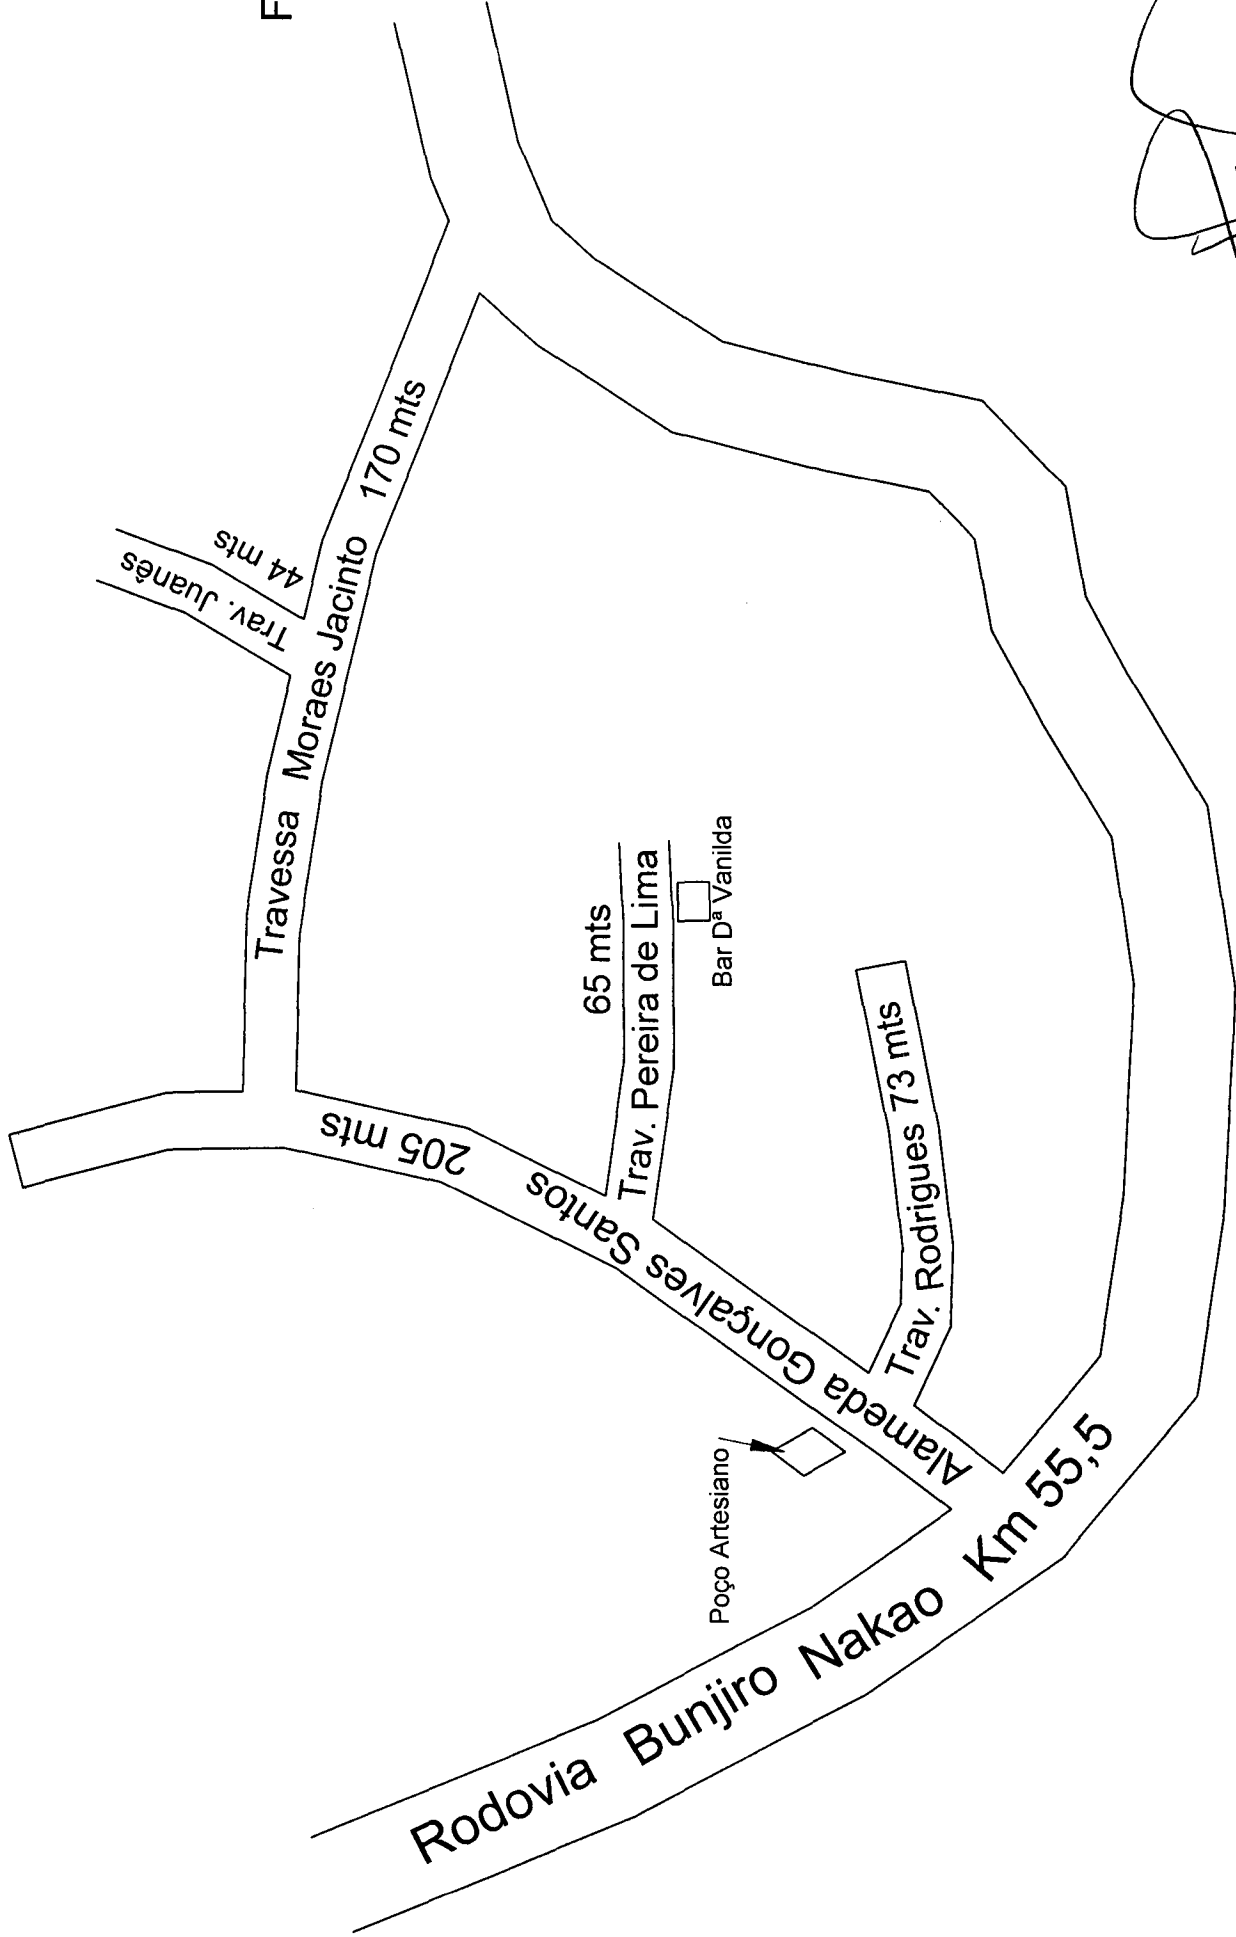 F
Trav. Juanês
44 mts
Travessa Moraes Jacinto 170 mts
205 mts
Alameda Gonçalves Santos
65 mts
Trav. Pereira de Lima
Bar Dª Vanilda
Trav. Rodrigues 73 mts
Poço Artesiano
Rodovia Bunjiro Nakao Km 55,5